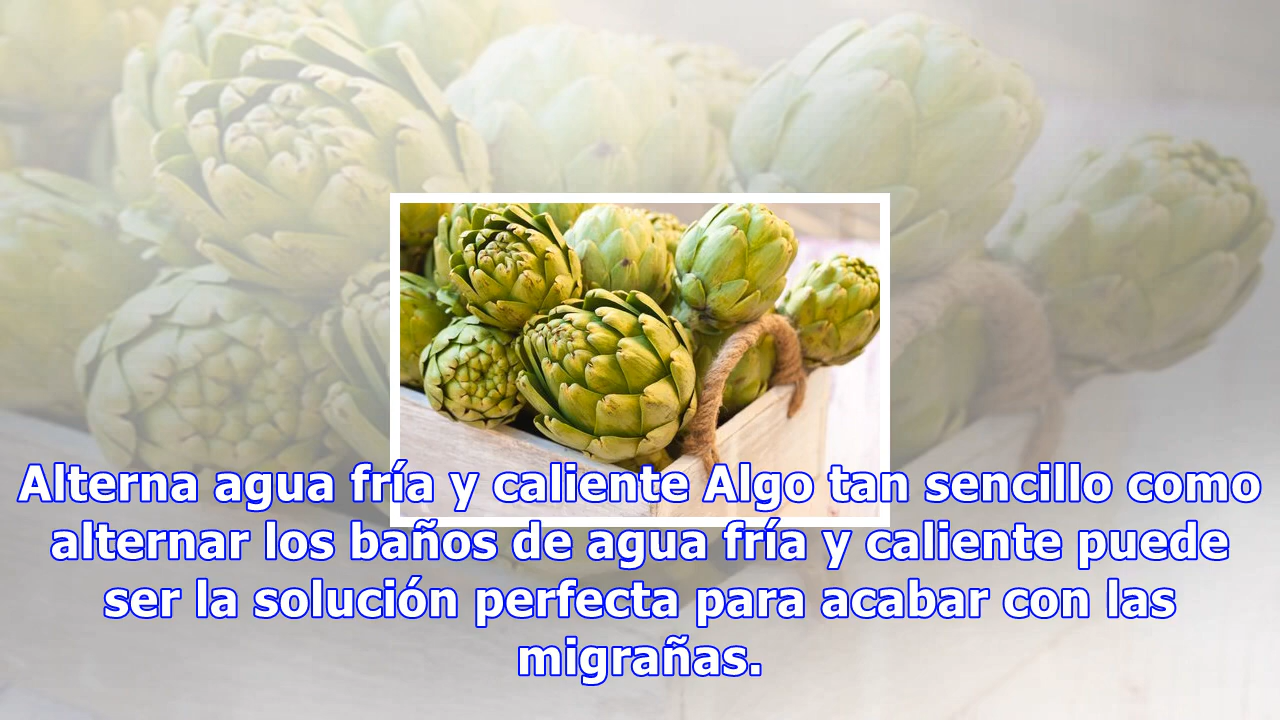 Alterna agua fría y caliente Algo tan sencillo como
alternar los baños de agua fría y caliente puede
ser la solución perfecta para acabar con las
migrañas.